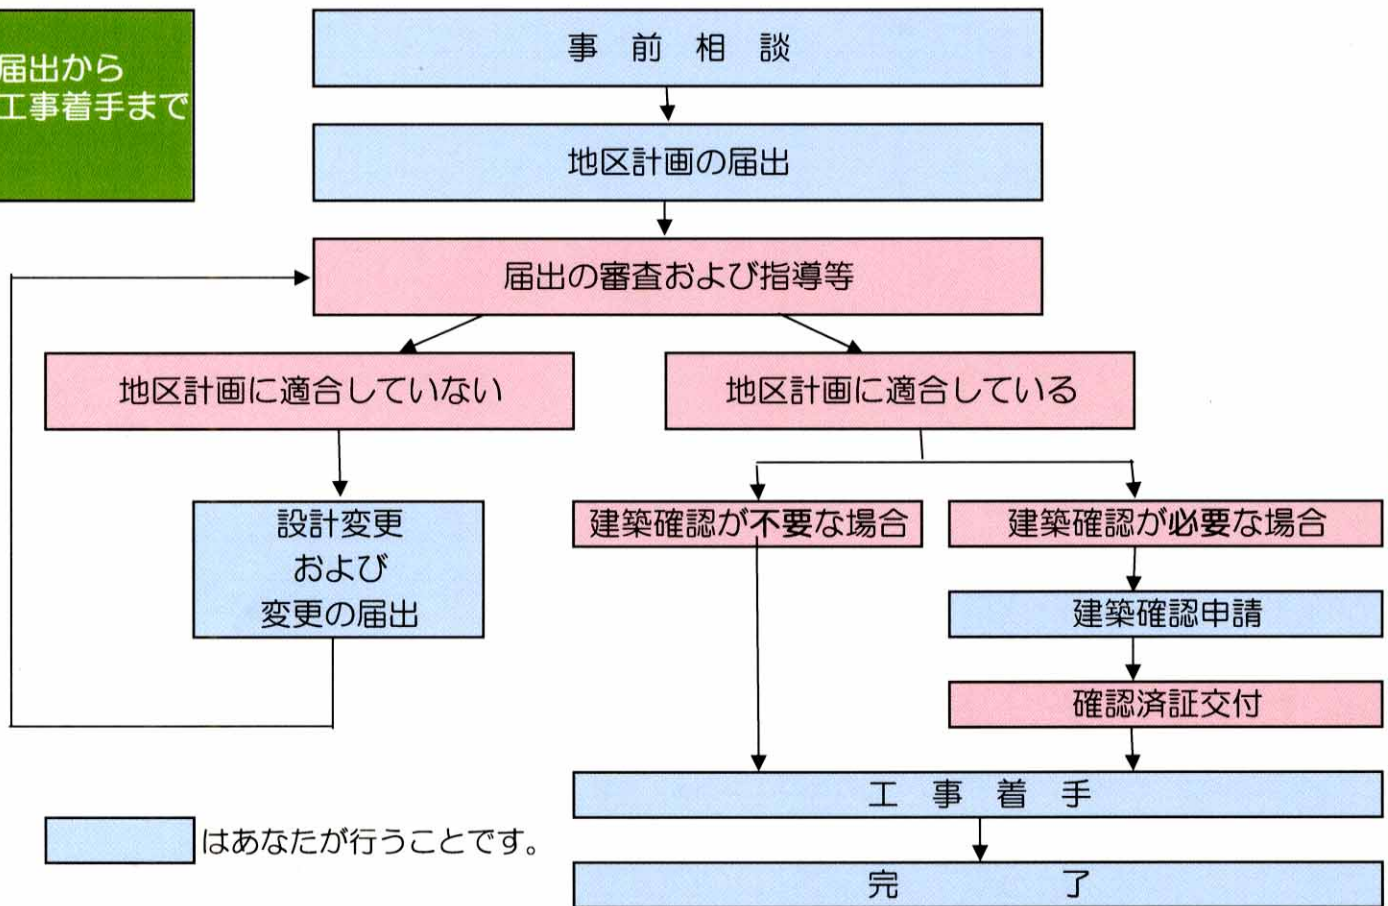 届出から
工事着手まで
事前相談
地区計画の届出
届出の審査および指導等
地区計画に適合していない
地区計画に適合している
設計変更
および
変更の届出
建築確認が不要な場合
建築確認が必要な場合
建築確認申請
確認済証交付
工事着手
はあなたが行うことです。
完了